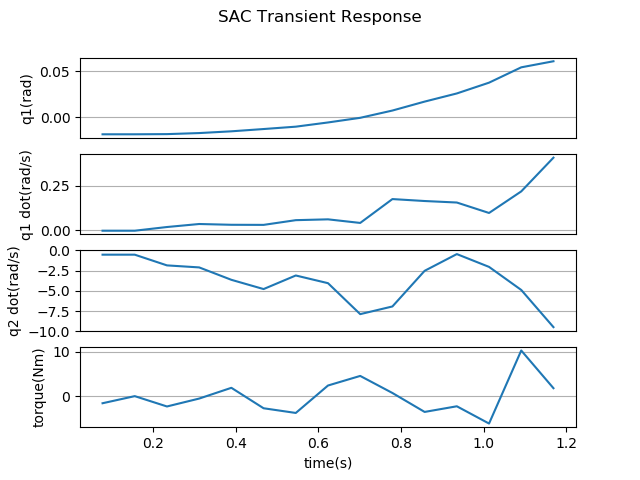 SAC Transient Response
q1(rad)
0.05
0.00
q1 dot(rad/s)
0.25
0.00
q2 dot(rad/s)
0.0
−2.5
−5.0
−7.5
−10.0
torque(Nm)
10
0
0.2 0.4 0.6 0.8 1.0 1.2
time(s)